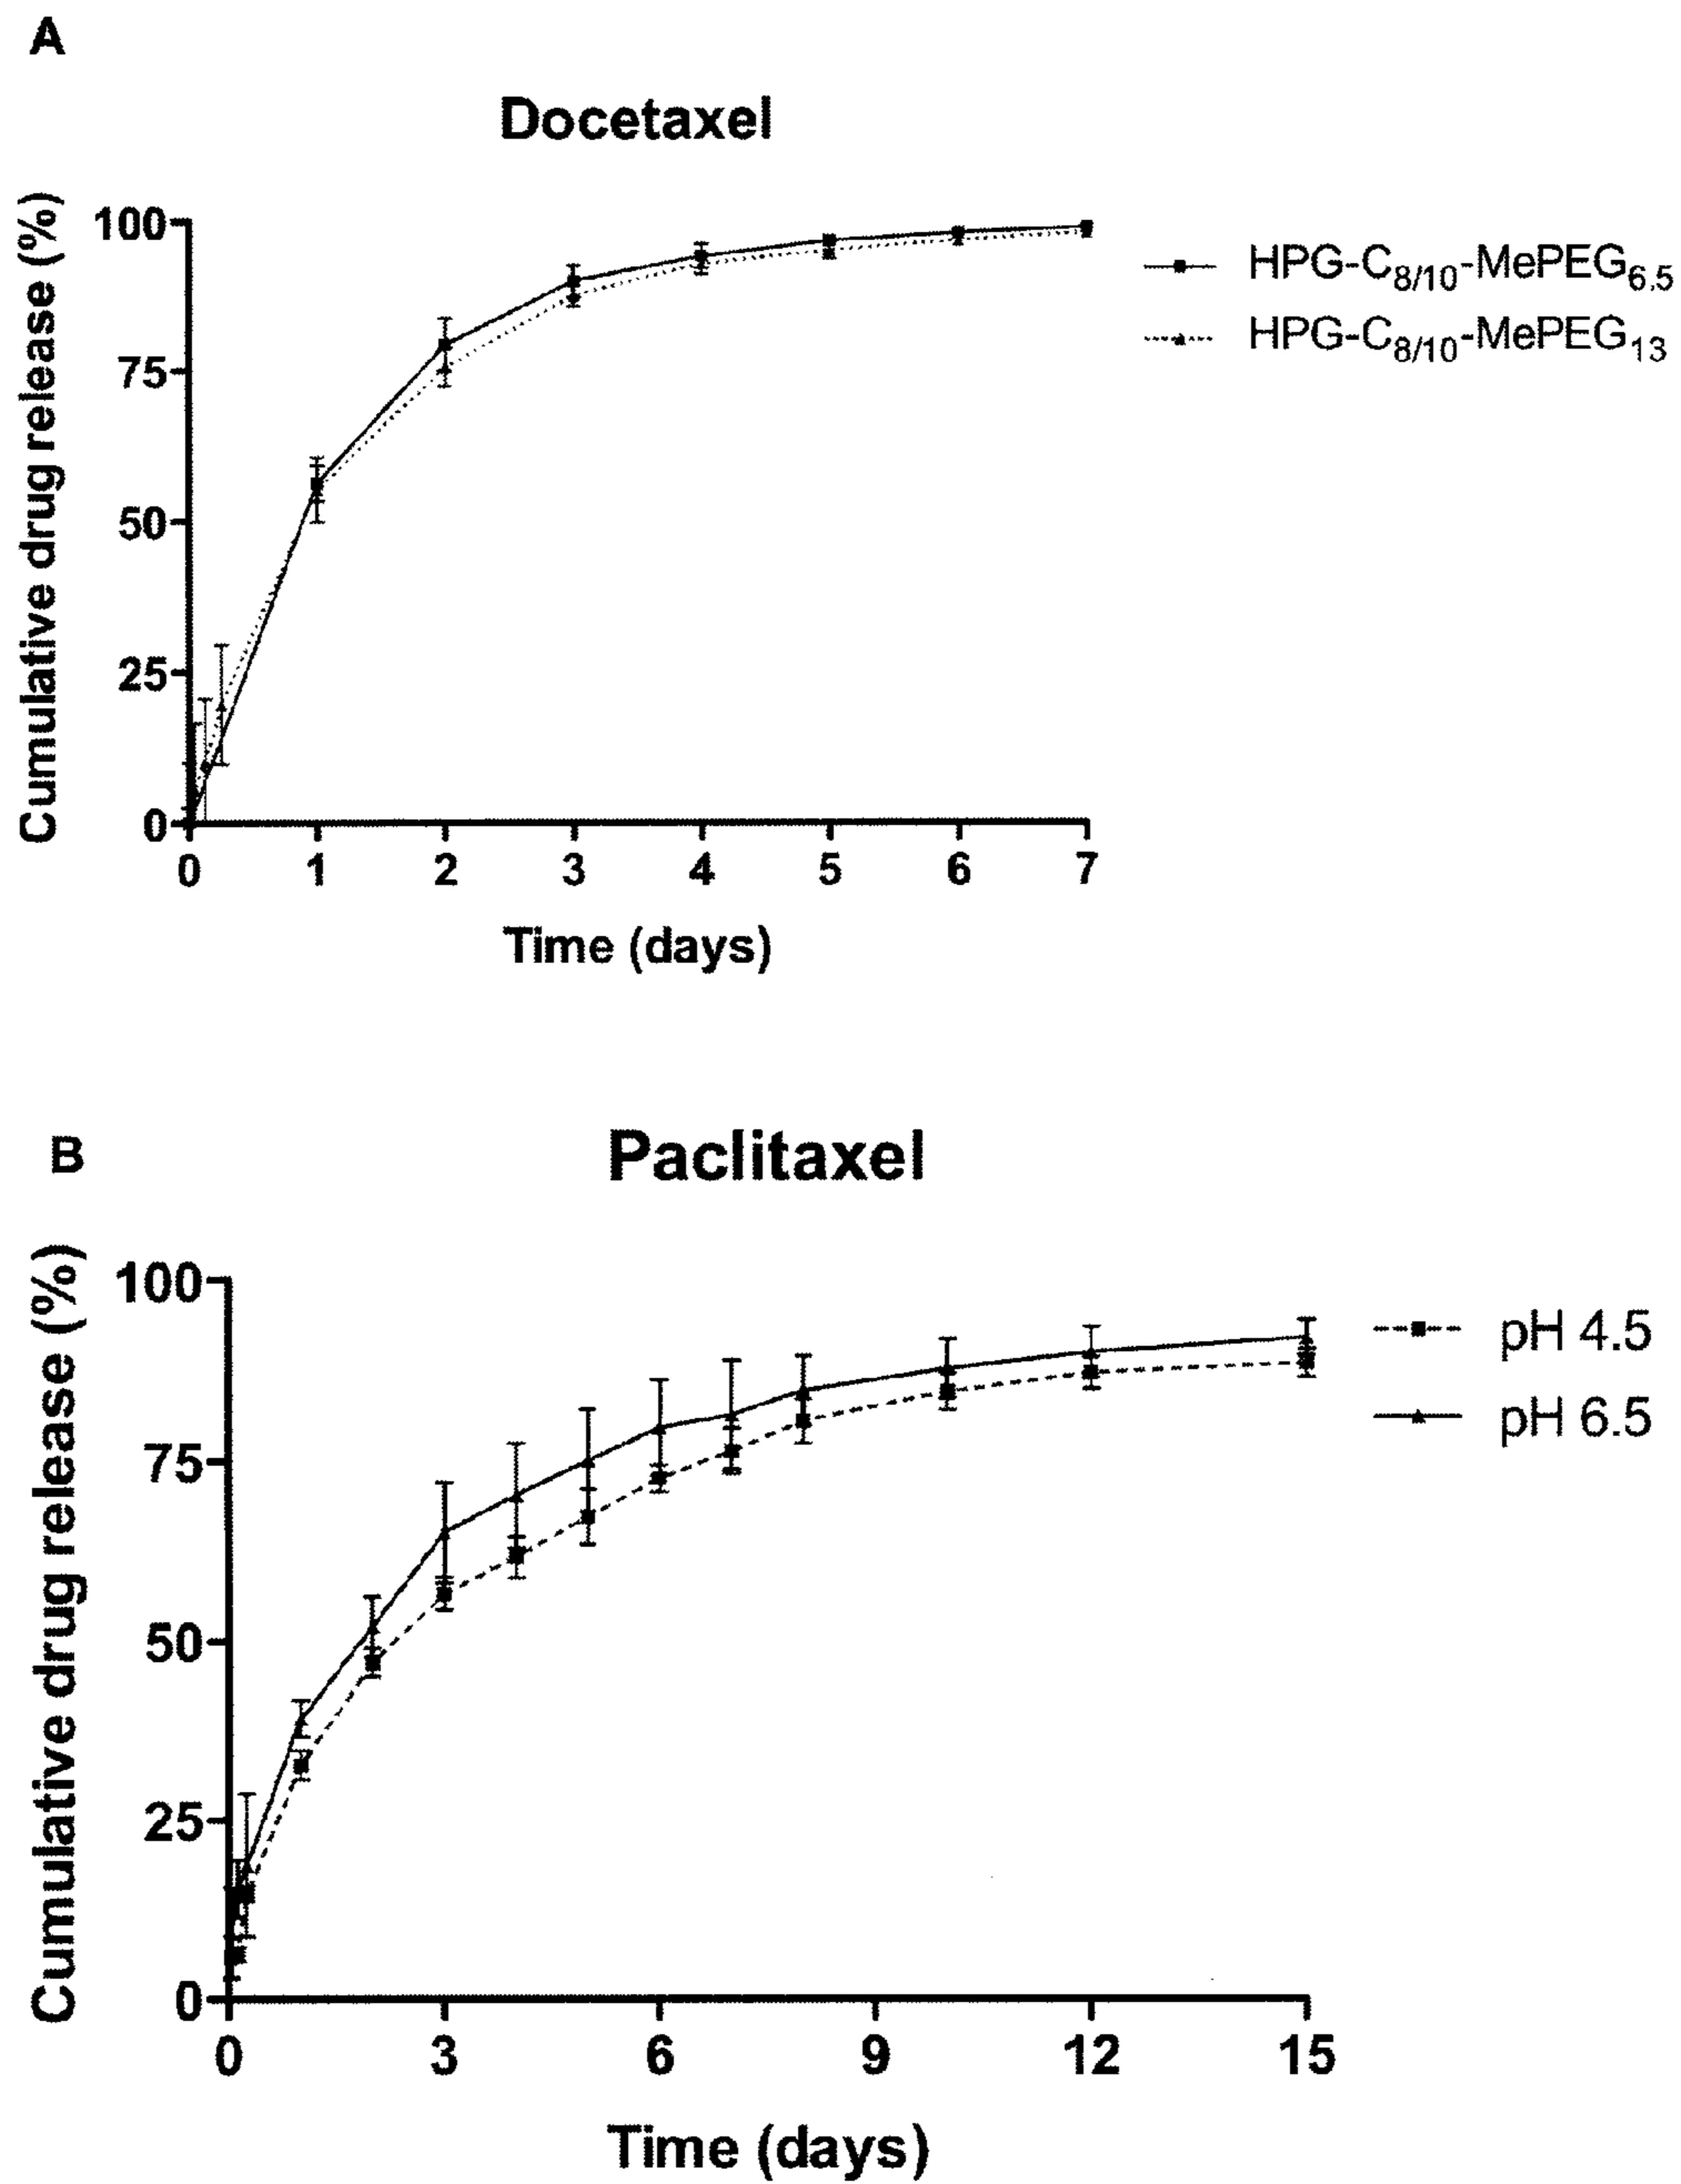 A
Docetaxel
Cumulative drug release (%)
100
75
50
25
0
0 1 2 3 4 5 6 7
Time (days)
HPG-C8/10-MePEG6.5
HPG-C8/10-MePEG13
B
Paclitaxel
Cumulative drug release (%)
100
75
50
25
0
0 3 6 9 12 15
Time (days)
pH 4.5
pH 6.5